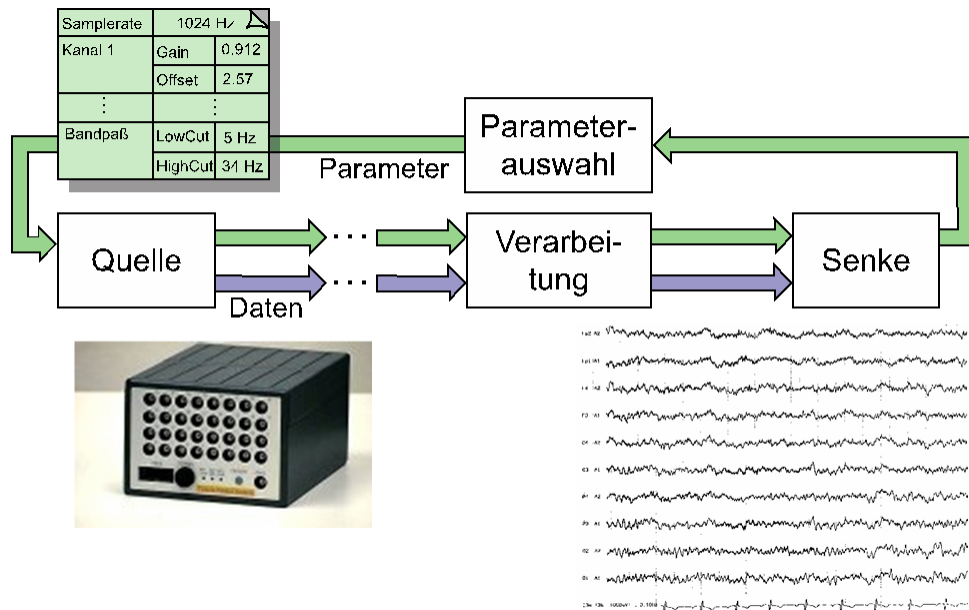 Samplerate 1024 Hz
Kanal 1 Gain 0.912
Offset 2.57
⋮ ⋮
Bandpaß LowCut 5 Hz
HighCut 34 Hz
Parameter
Parameter-
auswahl
Quelle
...
Verarbei-
tung
Senke
...
Daten